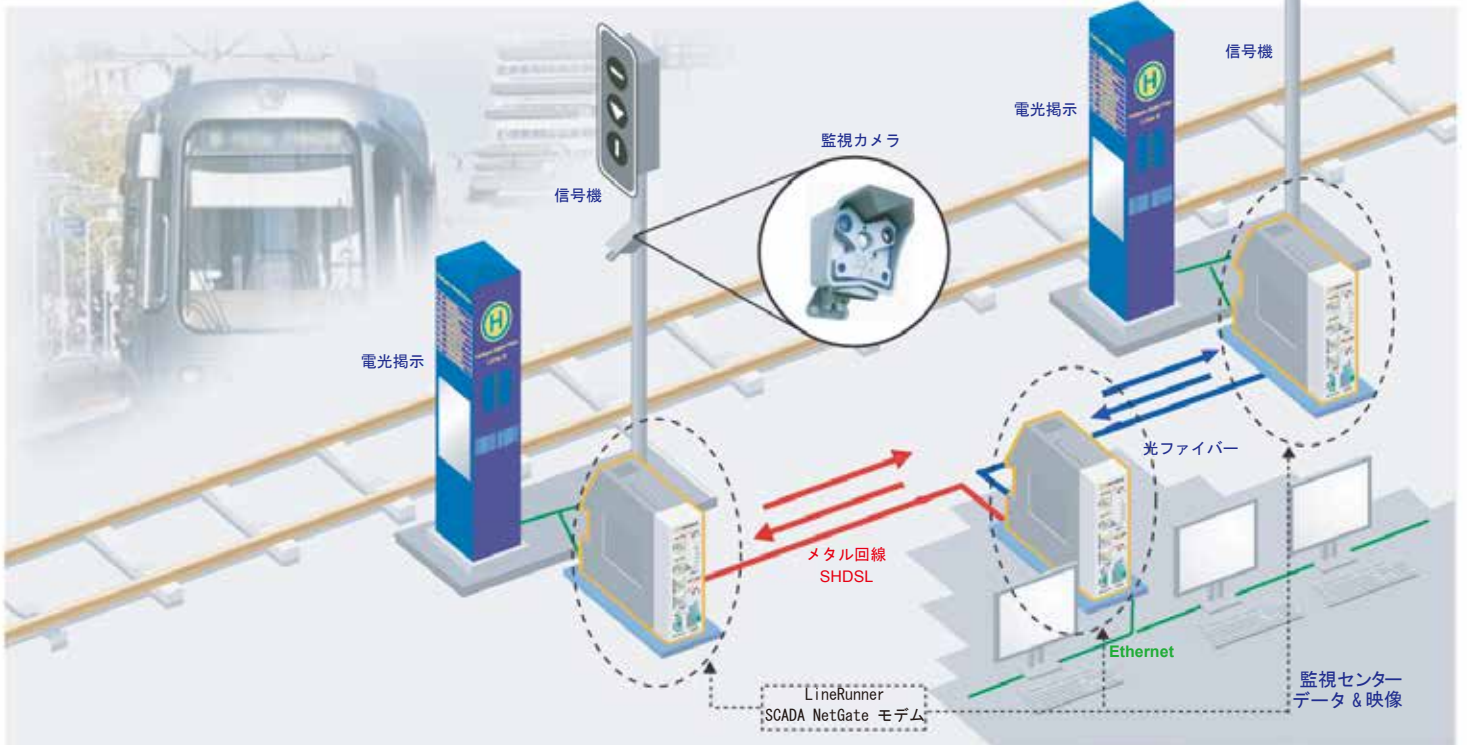 信号機
電光掲示
監視カメラ
信号機
H
H
電光掲示
光ファイバー
メタル回線
SHDSL
Ethernet
LineRunner
SCADA NetGate モデム
監視センター
データ & 映像